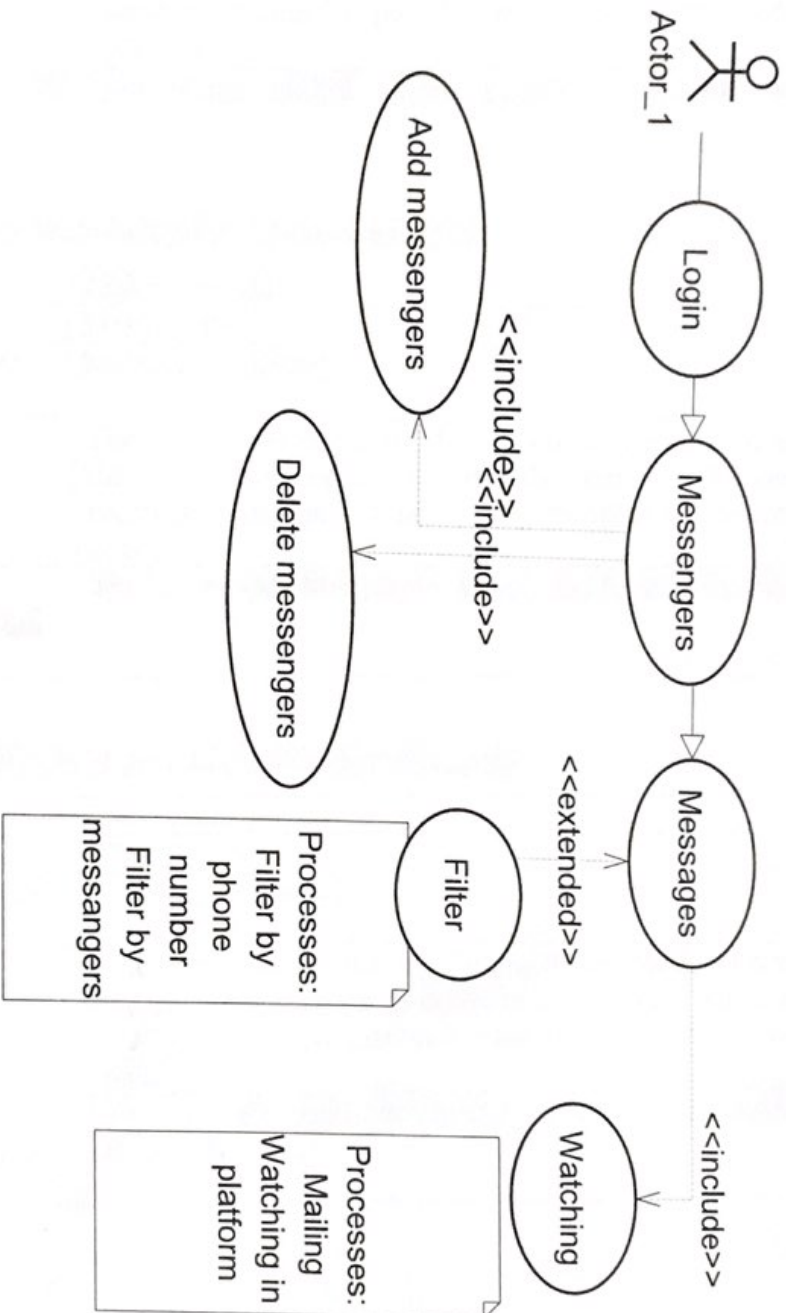 Actor_1
Login
Messengers
Messages
<<include>>
<<include>>
<<include>>
<<extended>>
Add messengers
Delete messengers
Filter
Watching
Processes:
Filter by
phone
number
Filter by
messangers
Processes:
Mailing
Watching in
platform